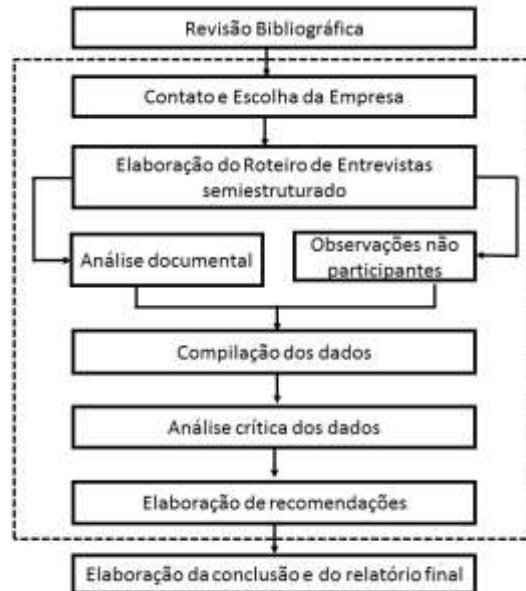 Revisão Bibliográfica
Contato e Escolha da Empresa
Elaboração do Roteiro de Entrevistas
semiestruturado
Análise documental
Observações não
participantes
Compilação dos dados
Análise crítica dos dados
Elaboração de recomendações
Elaboração da conclusão e do relatório final